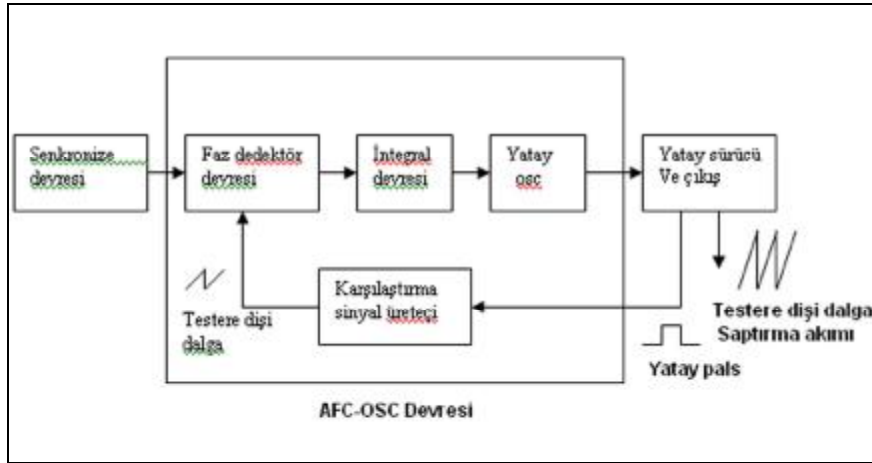 Senkronize
devresi
Faz dedektör
devresi
İntegral
devresi
Yatay
osc
Yatay sürücü
Ve çıkış
Testere dişi
dalga
Karşılaştırma
sinyal üreteçi
Testere dişi dalga
Saptırma akımı
Yatay pals
AFC-OSC Devresi